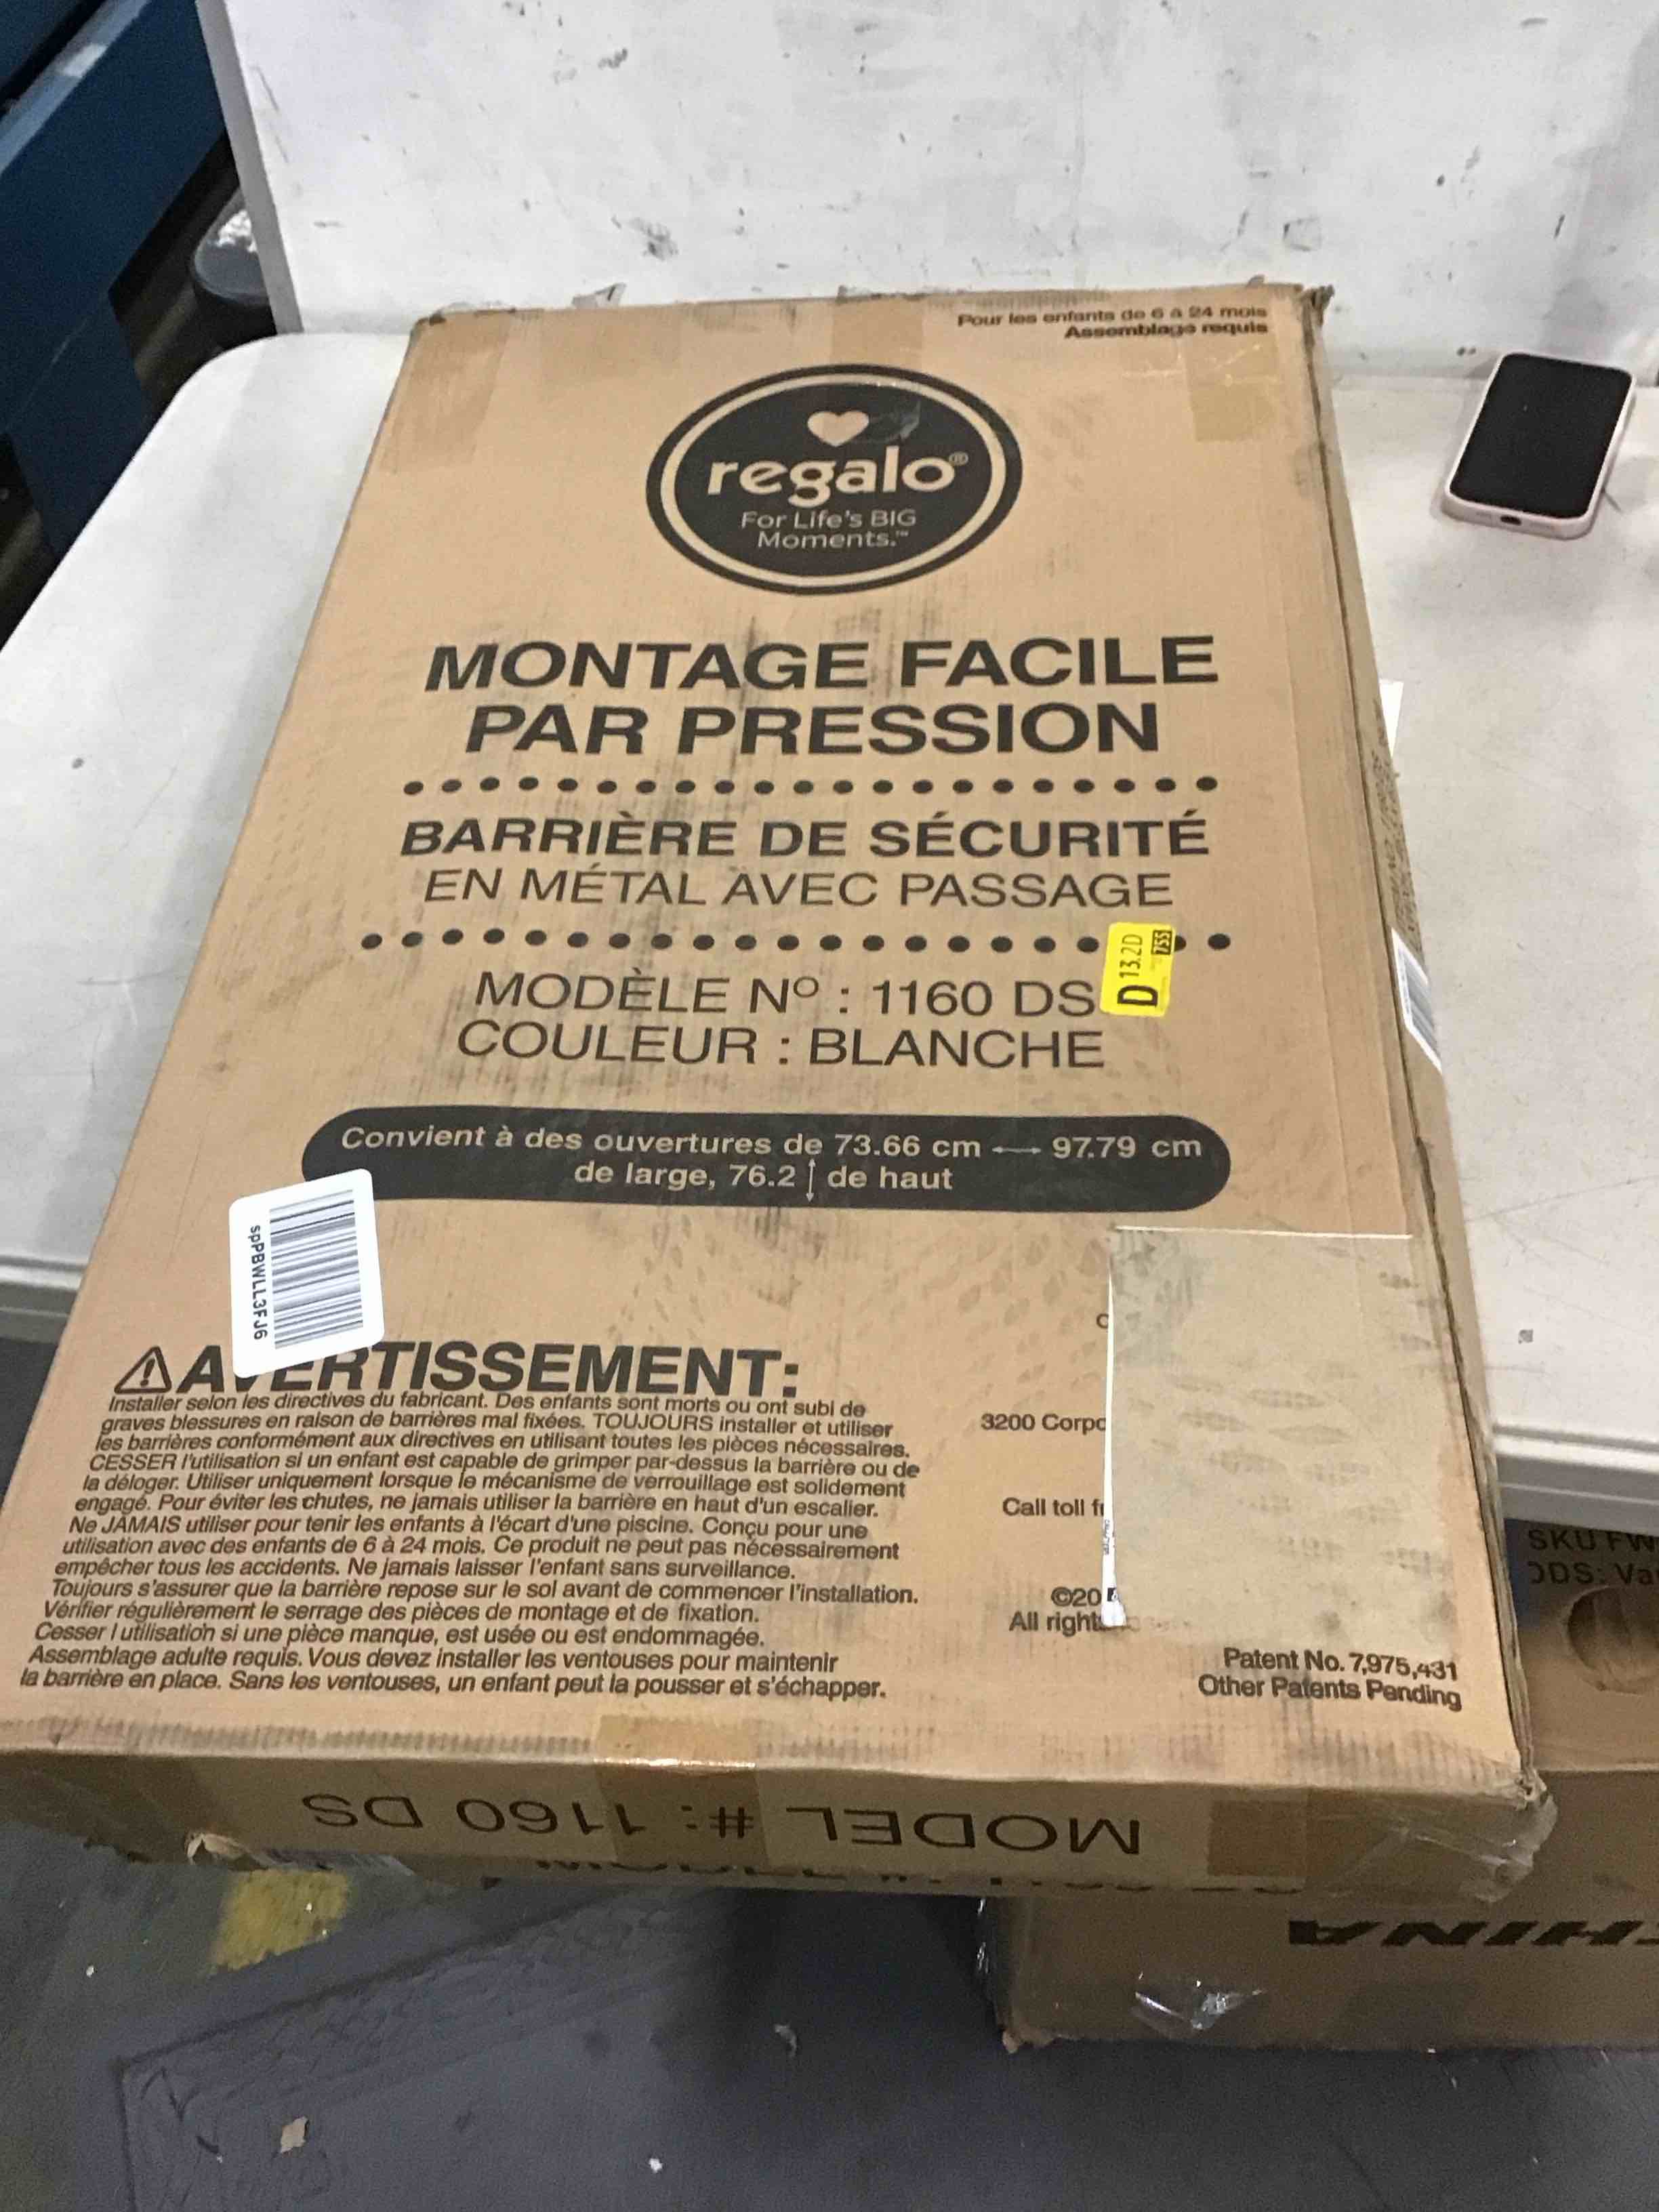 Pour les enfants de 6 à 24 mois
Assemblage requis
regalo®
For Life's BIG
Moments.™
MONTAGE FACILE
PAR PRESSION
BARRIÈRE DE SÉCURITÉ
EN MÉTAL AVEC PASSAGE
MODÈLE Nº : 1160 DS
D 13.2D
755
COULEUR : BLANCHE
Convient à des ouvertures de 73.66 cm ↔ 97.79 cm
de large, 76.2 ↕ de haut
spPBWLL3FJ6
⚠AVERTISSEMENT:
Installer selon les directives du fabricant. Des enfants sont morts ou ont subi de
graves blessures en raison de barrières mal fixées. TOUJOURS installer et utiliser
les barrières conformément aux directives en utilisant toutes les pièces nécessaires.
CESSER l'utilisation si un enfant est capable de grimper par-dessus la barrière ou de
la déloger. Utiliser uniquement lorsque le mécanisme de verrouillage est solidement
engagé. Pour éviter les chutes, ne jamais utiliser la barrière en haut d'un escalier.
Ne JAMAIS utiliser pour tenir les enfants à l'écart d'une piscine. Conçu pour une
utilisation avec des enfants de 6 à 24 mois. Ce produit ne peut pas nécessairement
empêcher tous les accidents. Ne jamais laisser l'enfant sans surveillance.
Toujours s'assurer que la barrière repose sur le sol avant de commencer l'installation.
Vérifier régulièrement le serrage des pièces de montage et de fixation.
Cesser l'utilisation si une pièce manque, est usée ou est endommagée.
Assemblage adulte requis. Vous devez installer les ventouses pour maintenir
la barrière en place. Sans les ventouses, un enfant peut la pousser et s'échapper.
C
3200 Corpo
Call toll fr
©20
All rights
Patent No. 7,975,431
Other Patents Pending
MODEL #: 1160 DS
SKU FW
ODS: Va
CHINA